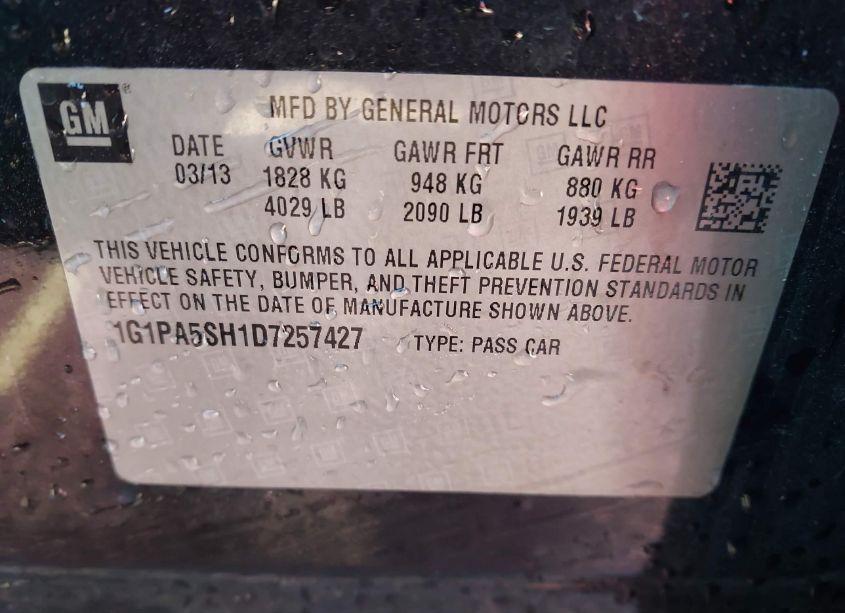 GM
®
MFD BY GENERAL MOTORS LLC
DATE GVWR GAWR FRT GAWR RR
03/13 1828 KG 948 KG 880 KG
4029 LB 2090 LB 1939 LB
THIS VEHICLE CONFORMS TO ALL APPLICABLE U.S. FEDERAL MOTOR
VEHICLE SAFETY, BUMPER, AND THEFT PREVENTION STANDARDS IN
EFFECT ON THE DATE OF MANUFACTURE SHOWN ABOVE.
1G1PA5SH1D7257427 TYPE: PASS CAR